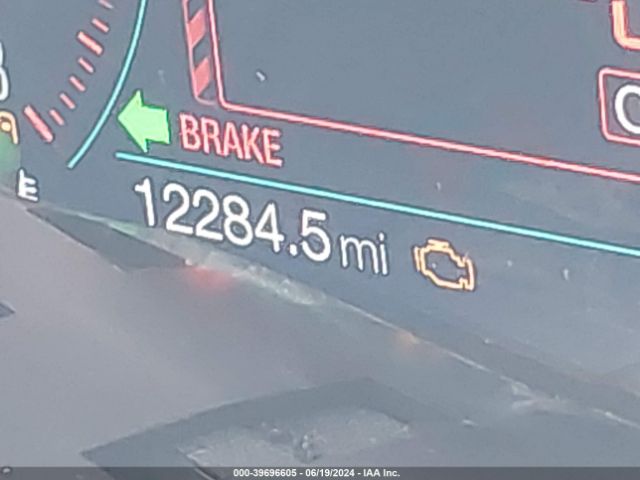 BRAKE
E
12284.5 mi
000-39696605 - 06/19/2024 - IAA Inc.